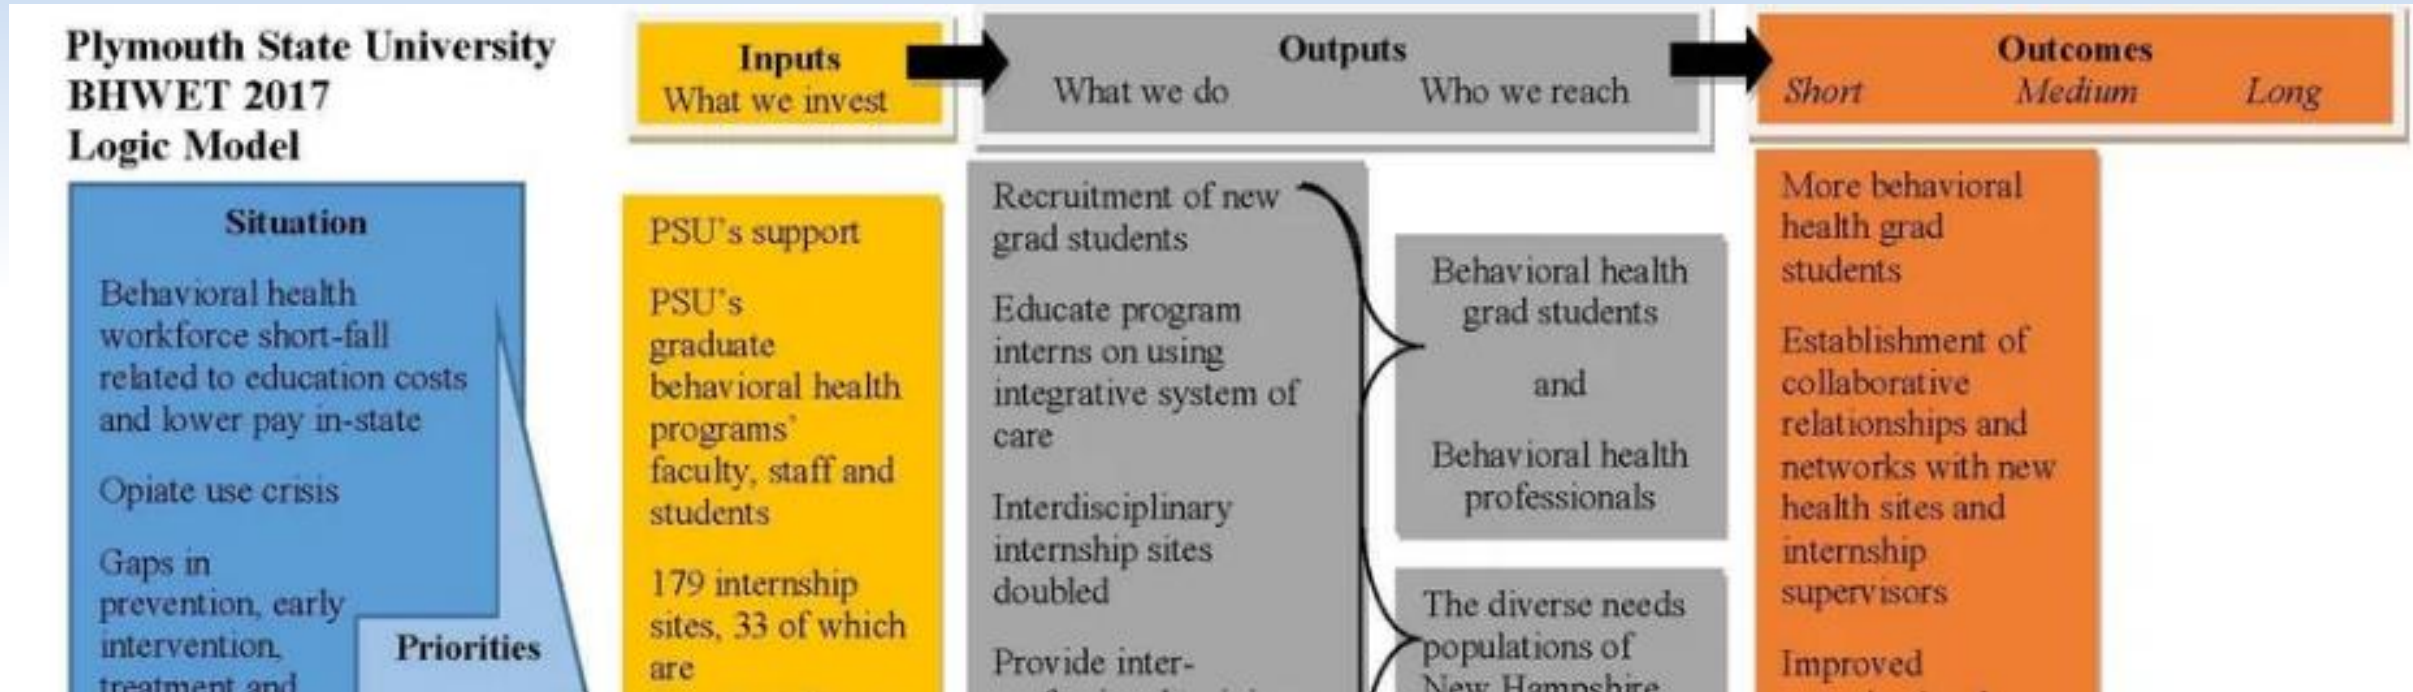 Plymouth State University
BHWET 2017
Logic Model
Inputs
What we invest
Outputs
What we do
Who we reach
Outcomes
Short
Medium
Long
Situation
Behavioral health
workforce short-fall
related to education costs
and lower pay in-state
Opiate use crisis
Gaps in
prevention, early
intervention,
treatment and
Priorities
PSU's support
PSU's
graduate
behavioral health
programs'
faculty, staff and
students
179 internship
sites, 33 of which
are
Recruitment of new
grad students
Educate program
interns on using
integrative system of
care
Interdisciplinary
internship sites
doubled
Provide inter-
Behavioral health
grad students
and
Behavioral health
professionals
The diverse needs
populations of
New Hampshire
More behavioral
health grad
students
Establishment of
collaborative
relationships and
networks with new
health sites and
internship
supervisors
Improved